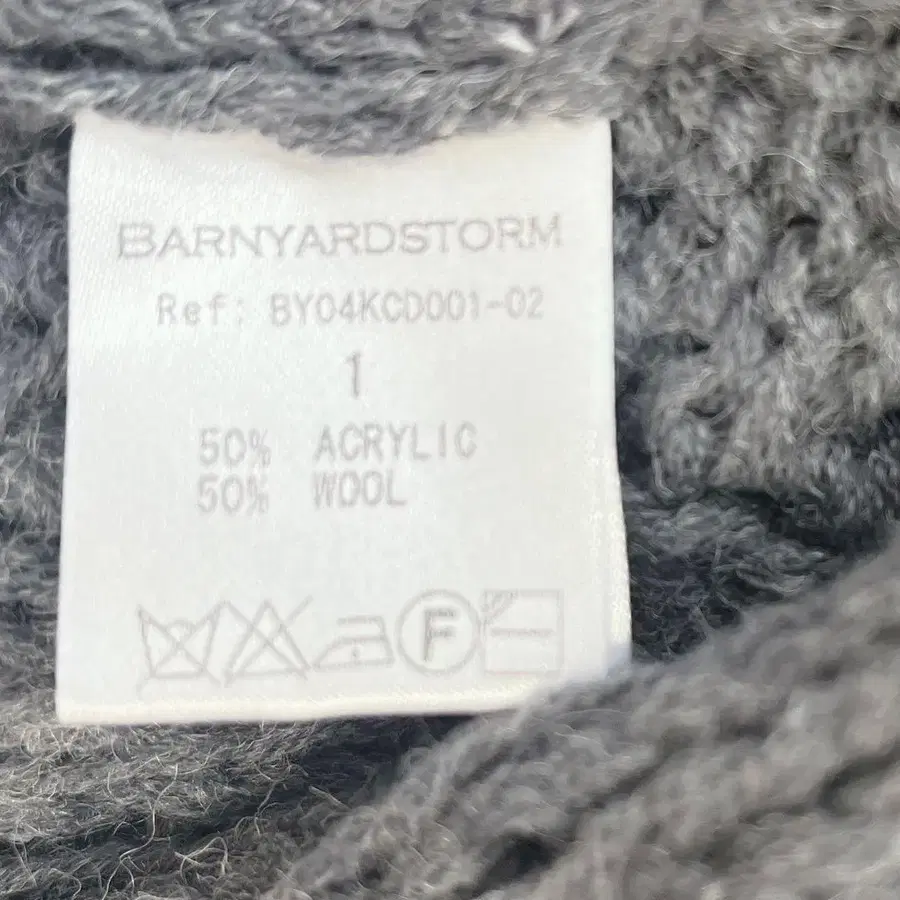 BARNYARDSTORM
Ref: BY04KCD001-02
1
50% ACRYLIC
50% WOOL
F